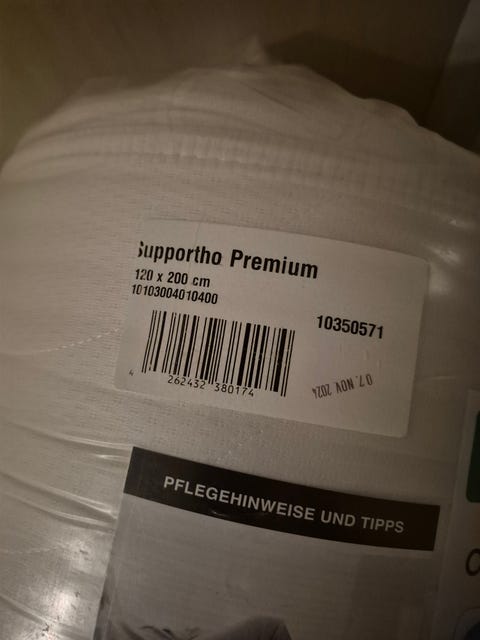 Supportho Premium
120 x 200 cm
10103004010400
10350571
4 262432 380174
07. NOV. 2024
PFLEGEHINWEISE UND TIPPS